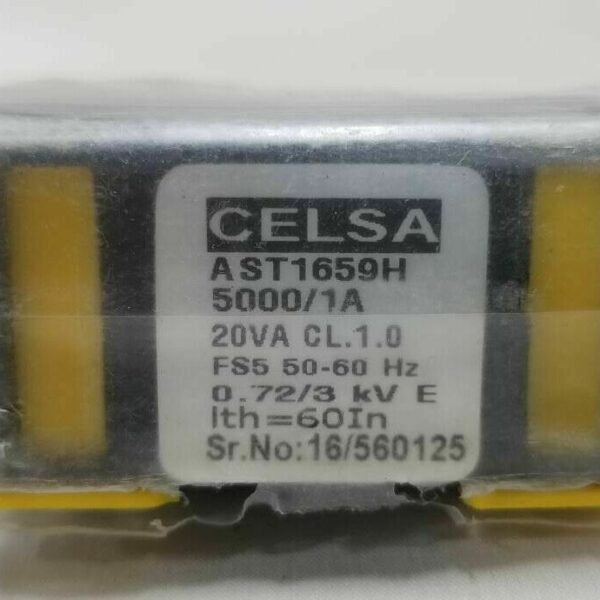 CELSA
AST1659H
5000/1A
20VA CL.1.0
FS5 50-60 Hz
0.72/3 kV E
Ith=60In
Sr.No:16/560125